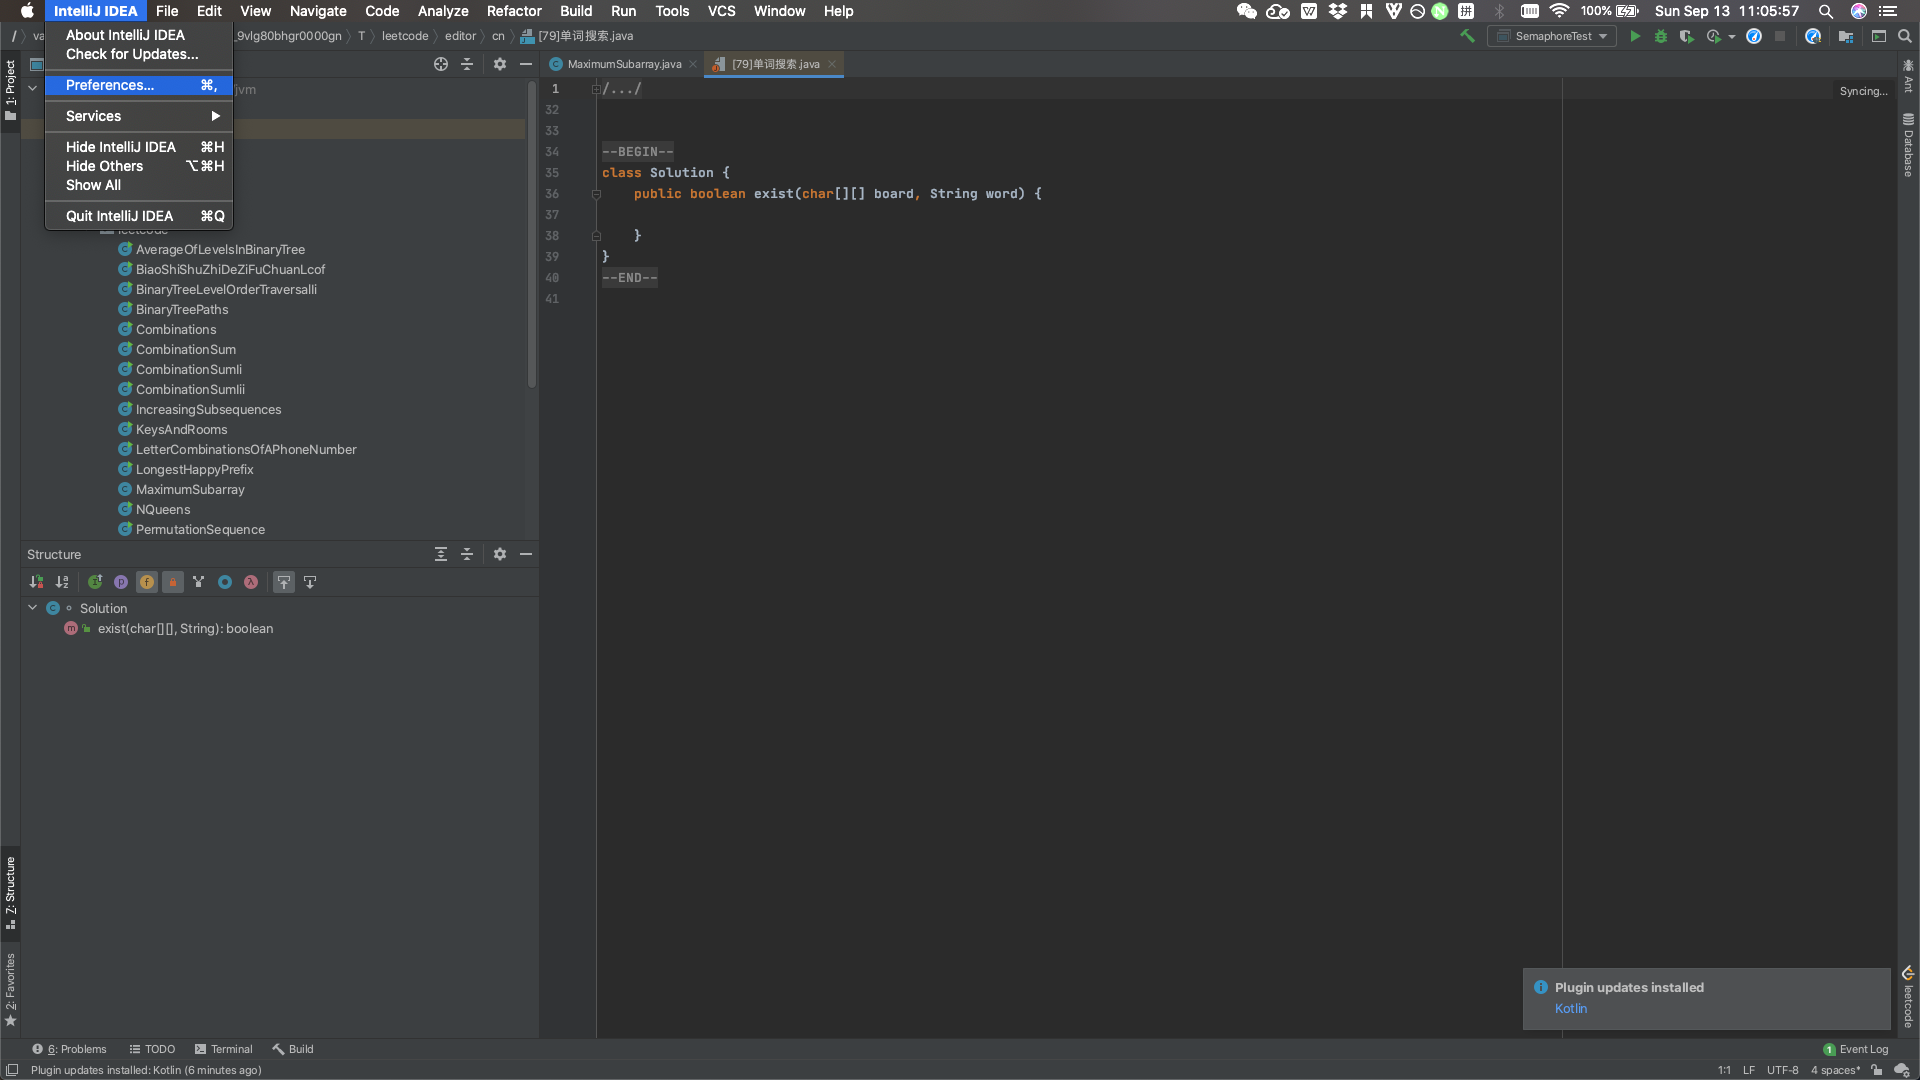 IntelliJ IDEA File Edit View Navigate Code Analyze Refactor Build Run Tools VCS Window Help 100% Sun Sep 13 11:05:57
About IntelliJ IDEA
Check for Updates...
Preferences... ⌘,
Services
Hide IntelliJ IDEA ⌘H
Hide Others ⌥⌘H
Show All
Quit IntelliJ IDEA ⌘Q
/ va _9vlg80bhgr0000gn T leetcode editor cn [79]单词搜索.java
SemaphoreTest
1: Project
/jvm
leetcode
AverageOfLevelsInBinaryTree
BiaoShiShuZhiDeZiFuChuanLcof
BinaryTreeLevelOrderTraversalIi
BinaryTreePaths
Combinations
CombinationSum
CombinationSumIi
CombinationSumIii
IncreasingSubsequences
KeysAndRooms
LetterCombinationsOfAPhoneNumber
LongestHappyPrefix
MaximumSubarray
NQueens
PermutationSequence
Structure
Solution
exist(char[][], String): boolean
Z: Structure
2: Favorites
MaximumSubarray.java [79]单词搜索.java
1 /.../
32
33
34 --BEGIN--
35 class Solution {
36 public boolean exist(char[][] board, String word) {
37
38 }
39 }
40 --END--
41
Syncing...
Ant
Database
leetcode
Plugin updates installed
Kotlin
6: Problems TODO Terminal Build 1 Event Log
Plugin updates installed: Kotlin (6 minutes ago) 1:1 LF UTF-8 4 spaces*